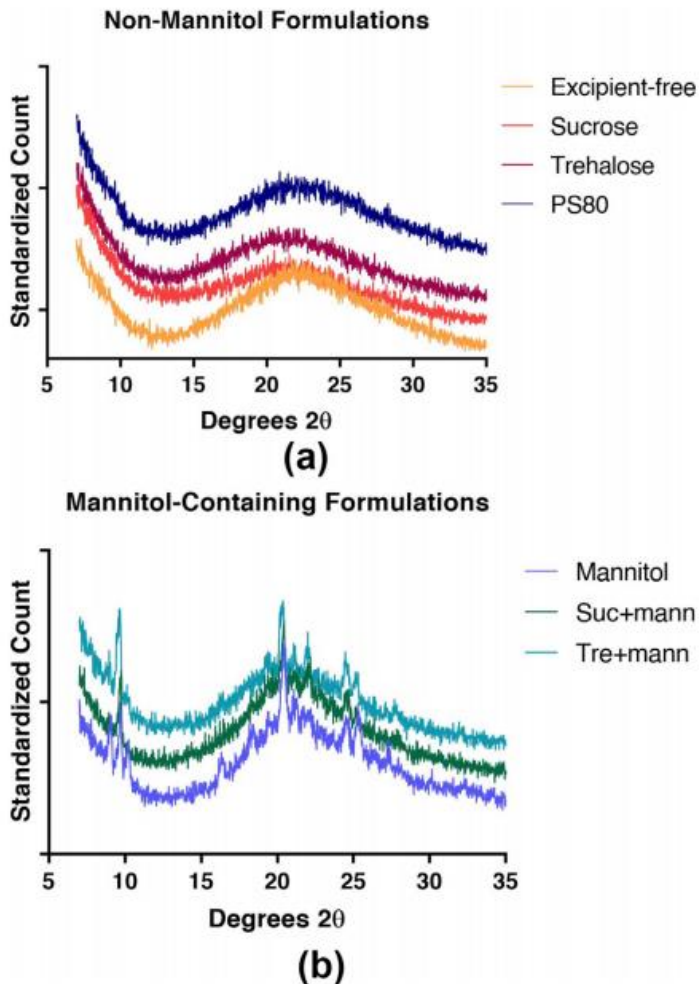 Non-Mannitol Formulations
Standardized Count
Excipient-free
Sucrose
Trehalose
PS80
5 10 15 20 25 30 35
Degrees 2θ
(a)
Mannitol-Containing Formulations
Standardized Count
Mannitol
Suc+mann
Tre+mann
5 10 15 20 25 30 35
Degrees 2θ
(b)